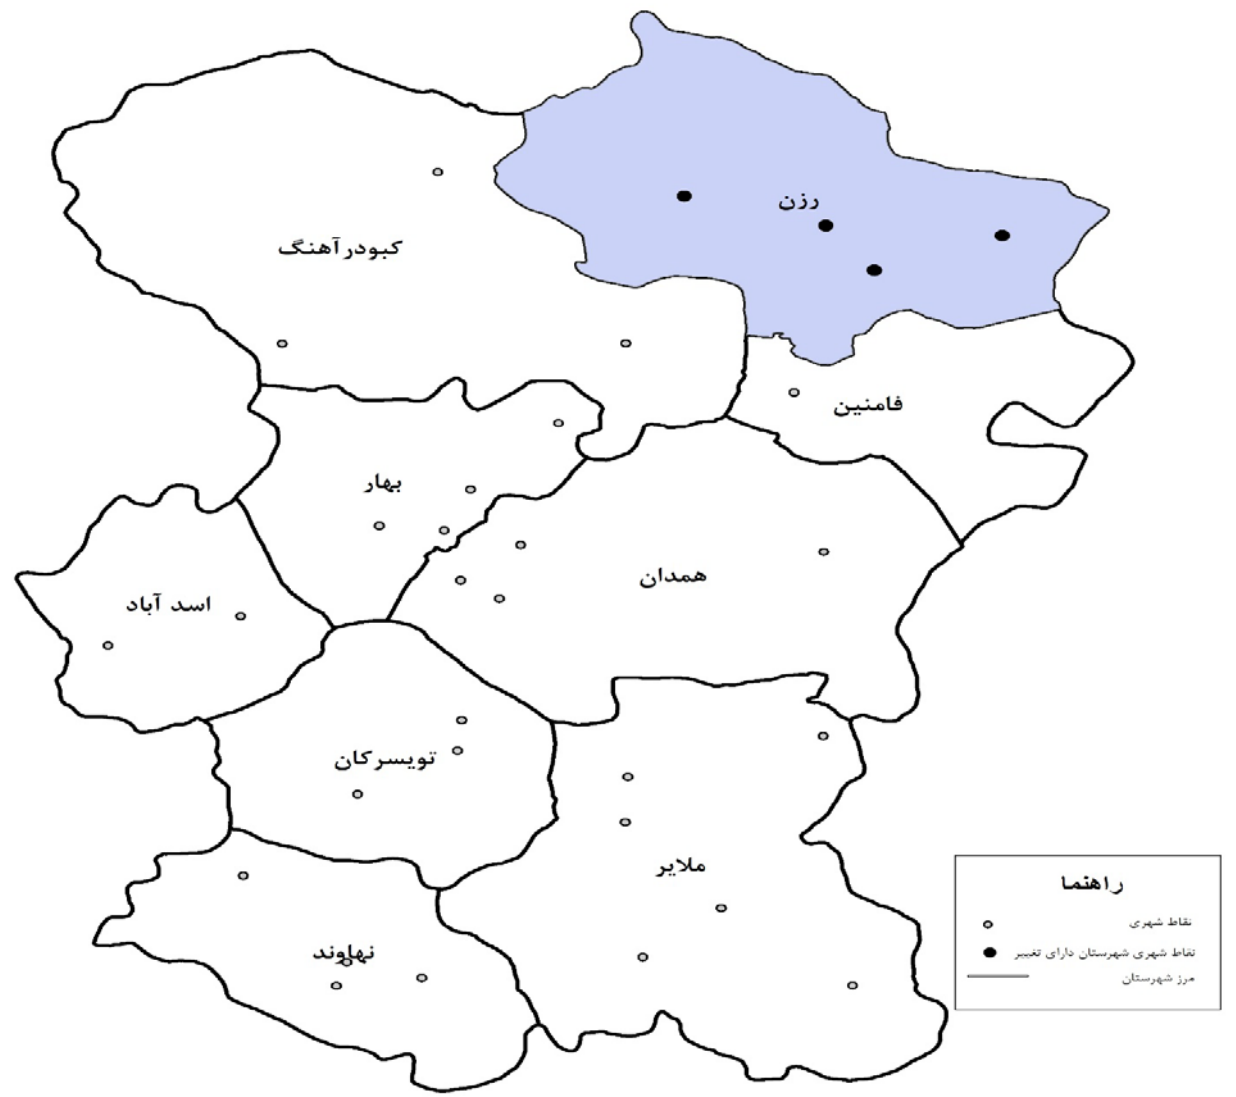 رزن
کبودرآهنگ
فامنین
بهار
همدان
اسد آباد
تویسرکان
ملایر
نهاوند
راهنما
نقاط شهری
نقاط شهری شهرستان دارای تغییر
مرز شهرستان